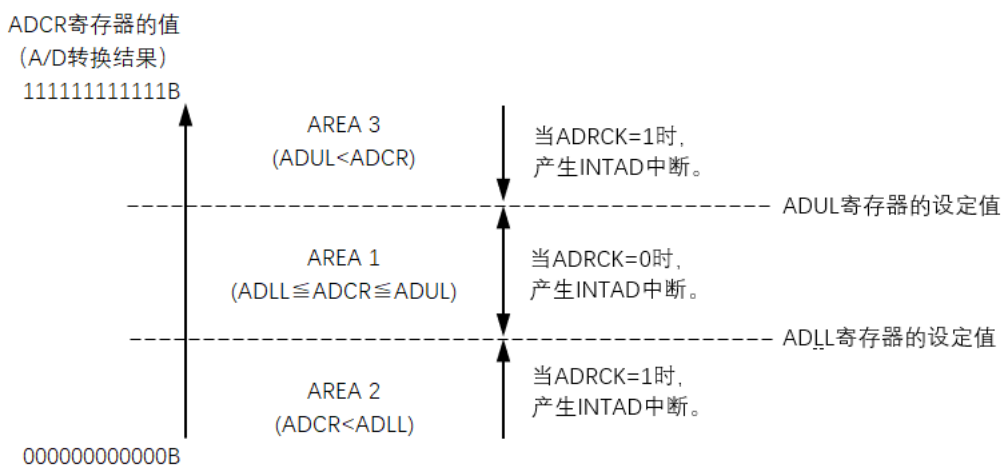 ADCR寄存器的值
（A/D转换结果）
111111111111B
AREA 3
(ADUL<ADCR)
当ADRCK=1时，
产生INTAD中断。
ADUL寄存器的设定值
AREA 1
(ADLL≦ADCR≦ADUL)
当ADRCK=0时，
产生INTAD中断。
ADLL寄存器的设定值
AREA 2
(ADCR<ADLL)
当ADRCK=1时，
产生INTAD中断。
000000000000B